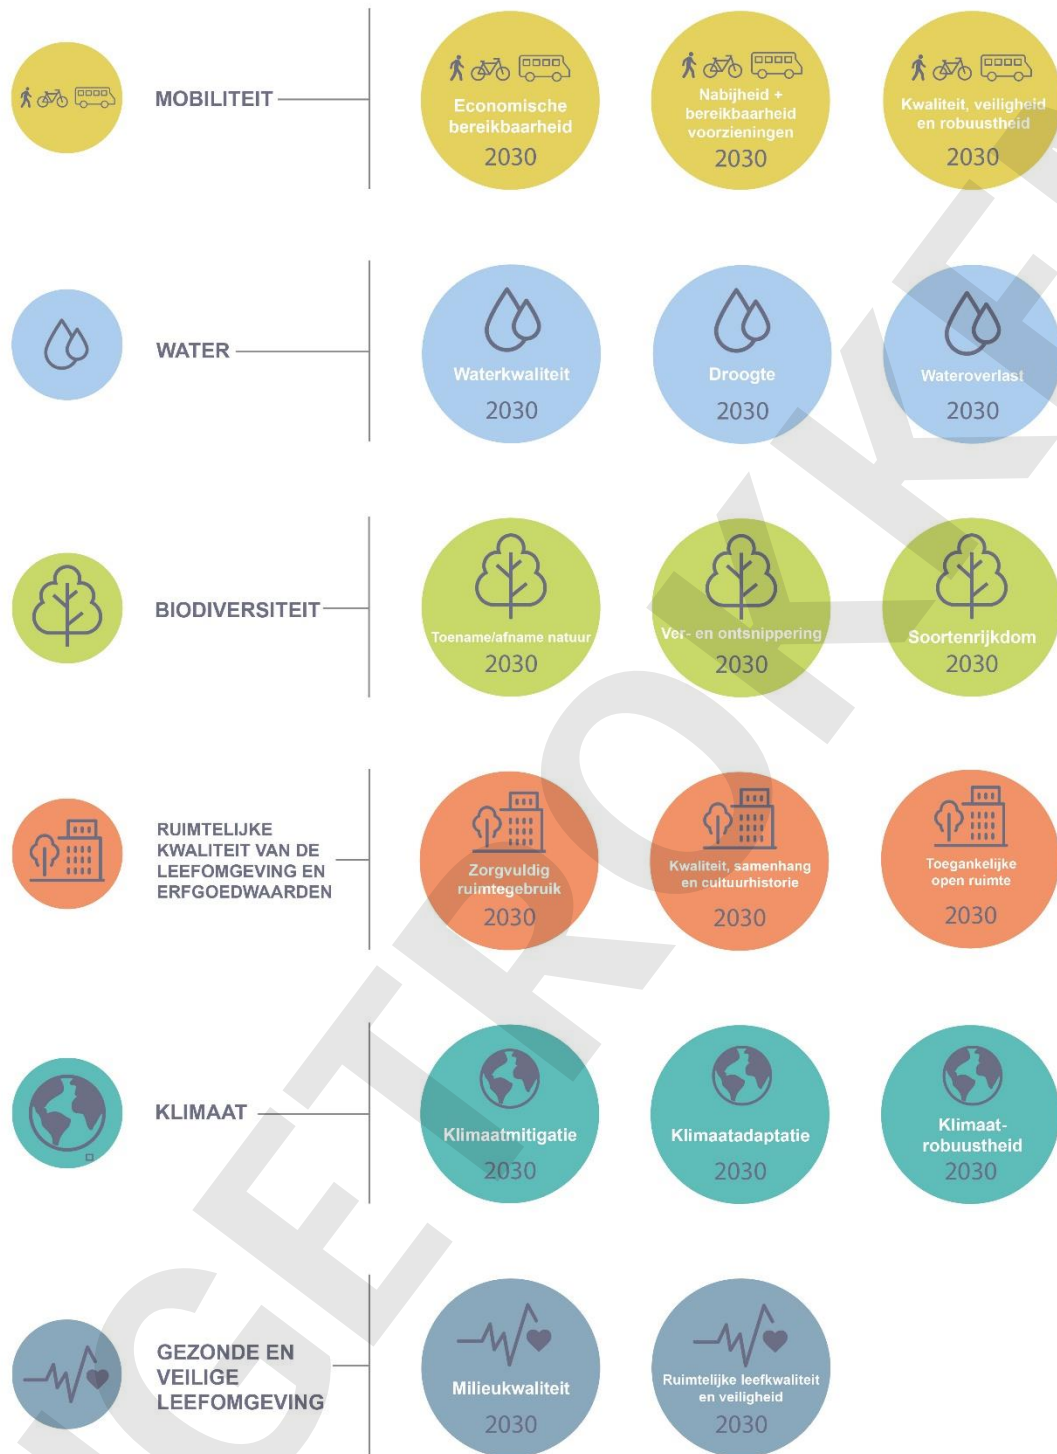 MOBILITEIT
Economische
bereikbaarheid
2030
Nabijheid +
bereikbaarheid
voorzieningen
2030
Kwaliteit, veiligheid
en robuustheid
2030
WATER
Waterkwaliteit
2030
Droogte
2030
Wateroverlast
2030
BIODIVERSITEIT
Toename/afname natuur
2030
Ver- en ontsnippering
2030
Soortenrijkdom
2030
RUIMTELIJKE
KWALITEIT VAN DE
LEEFOMGEVING EN
ERFGOEDWAARDEN
Zorgvuldig
ruimtegebruik
2030
Kwaliteit, samenhang
en cultuurhistorie
2030
Toegankelijke
open ruimte
2030
KLIMAAT
Klimaatmitigatie
2030
Klimaatadaptatie
2030
Klimaat-
robuustheid
2030
GEZONDE EN
VEILIGE
LEEFOMGEVING
Milieukwaliteit
2030
Ruimtelijke leefkwaliteit
en veiligheid
2030